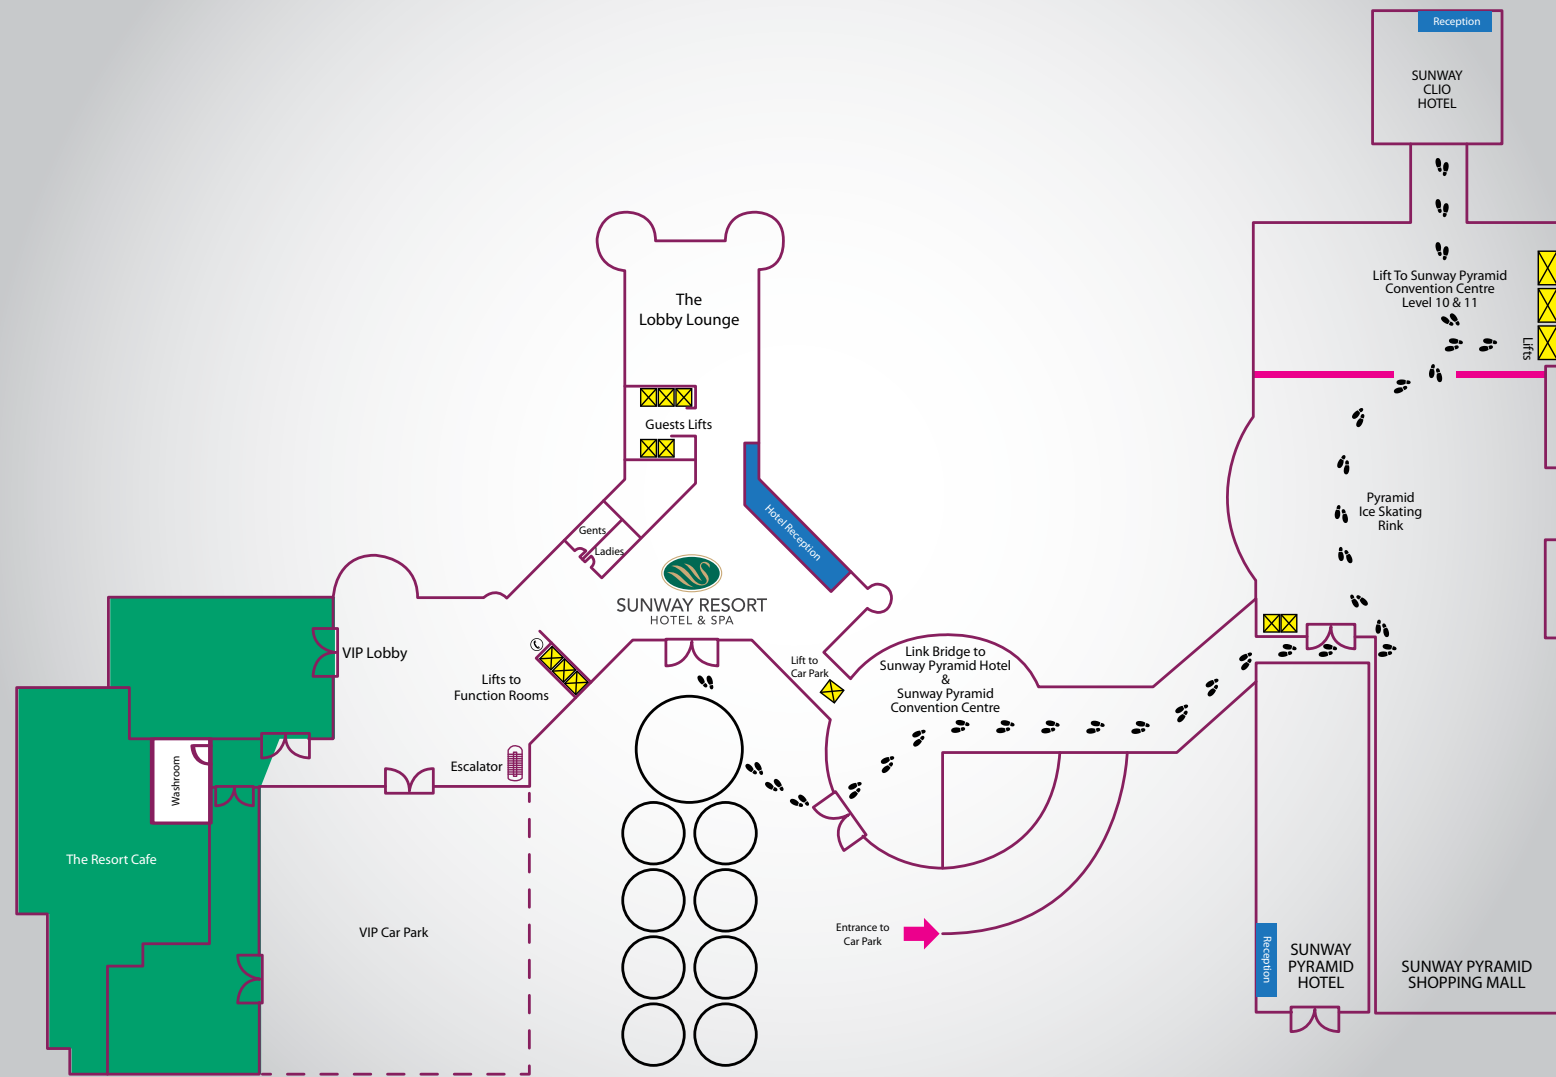 Reception
SUNWAY
CLIO
HOTEL
Lift To Sunway Pyramid
Convention Centre
Level 10 & 11
Lifts
The
Lobby Lounge
Guests Lifts
Hotel Reception
Gents
Ladies
Pyramid
Ice Skating
Rink
SUNWAY RESORT
HOTEL & SPA
VIP Lobby
Lifts to
Function Rooms
Lift to
Car Park
Link Bridge to
Sunway Pyramid Hotel
&
Sunway Pyramid
Convention Centre
Escalator
Washroom
The Resort Cafe
VIP Car Park
Entrance to
Car Park
Reception
SUNWAY
PYRAMID
HOTEL
SUNWAY PYRAMID
SHOPPING MALL